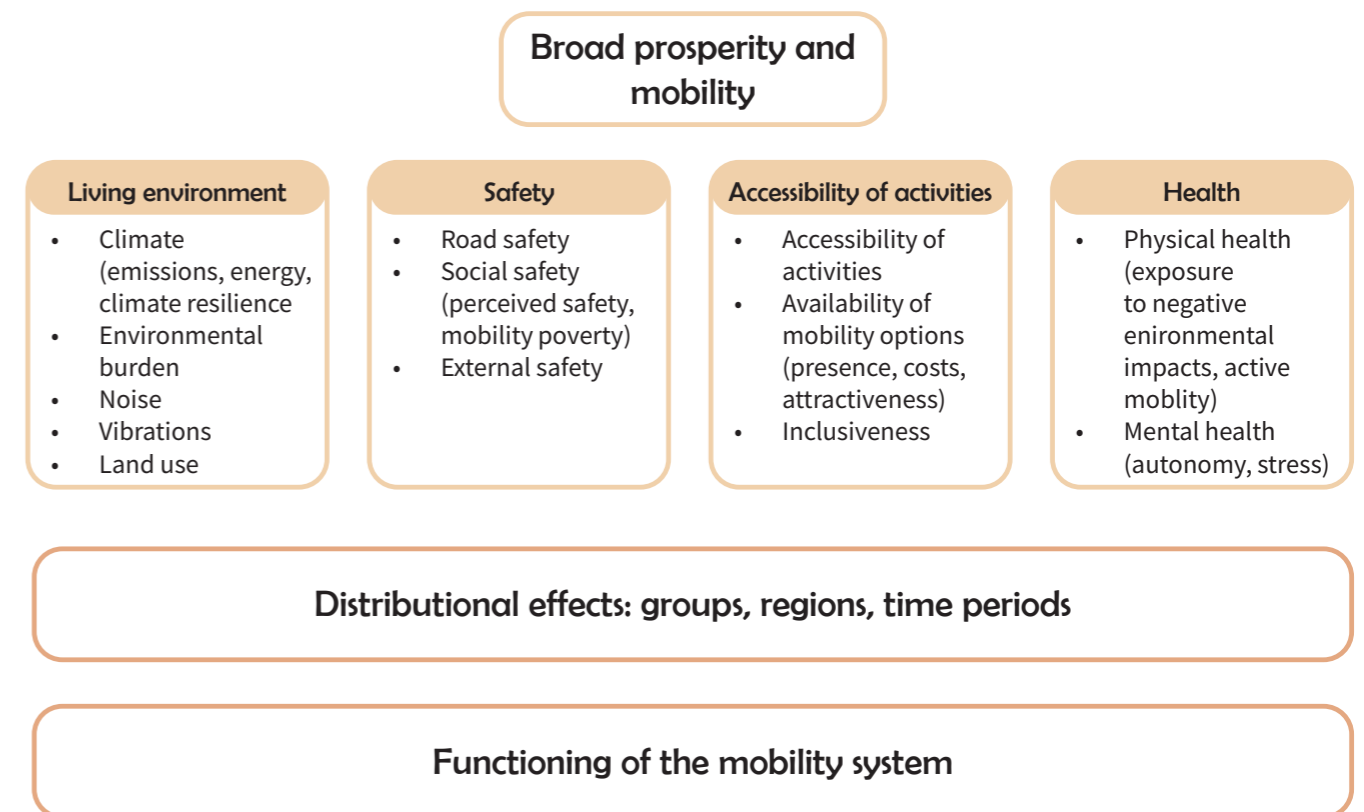 Broad prosperity and
mobility
Living environment
• Climate
(emissions, energy,
climate resilience
• Environmental
burden
• Noise
• Vibrations
• Land use
Safety
• Road safety
• Social safety
(perceived safety,
mobility poverty)
• External safety
Accessibility of activities
• Accessibility of
activities
• Availability of
mobility options
(presence, costs,
attractiveness)
• Inclusiveness
Health
• Physical health
(exposure
to negative
enironmental
impacts, active
moblity)
• Mental health
(autonomy, stress)
Distributional effects: groups, regions, time periods
Functioning of the mobility system